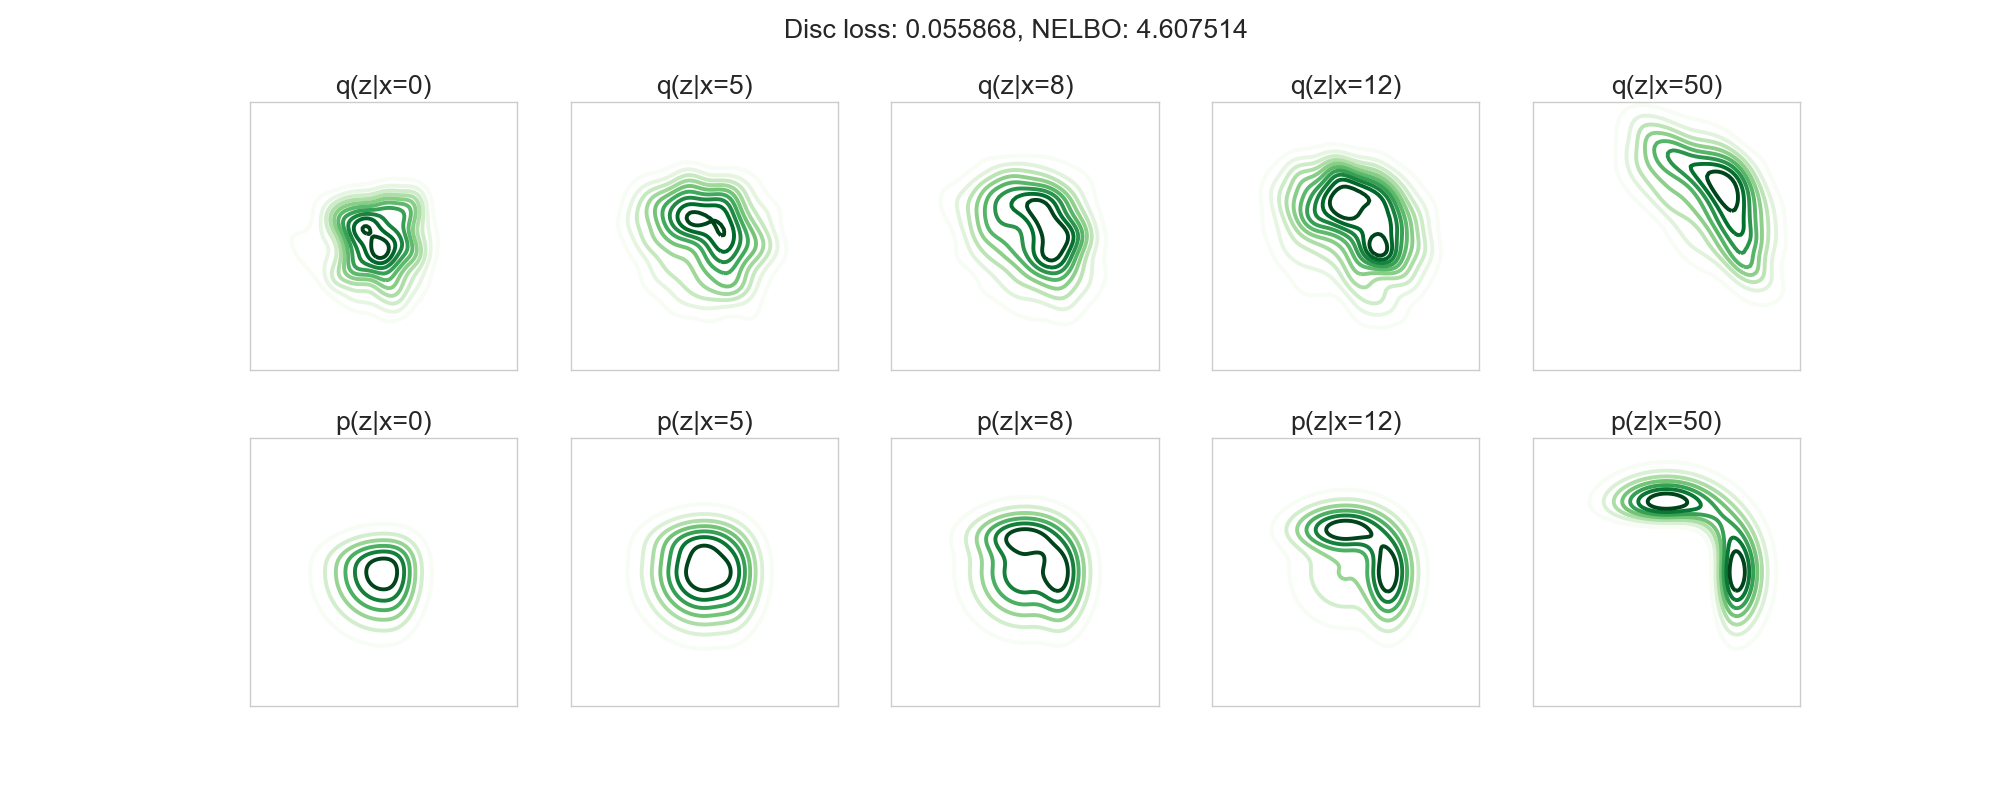 Disc loss: 0.055868, NELBO: 4.607514
q(z|x=0) q(z|x=5) q(z|x=8) q(z|x=12) q(z|x=50)
p(z|x=0) p(z|x=5) p(z|x=8) p(z|x=12) p(z|x=50)